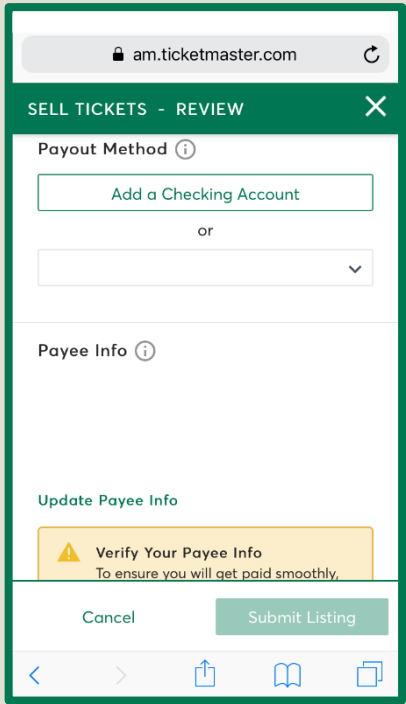 am.ticketmaster.com
SELL TICKETS - REVIEW
Payout Method
Add a Checking Account
or
Payee Info
Update Payee Info
Verify Your Payee Info
To ensure you will get paid smoothly,
Cancel
Submit Listing